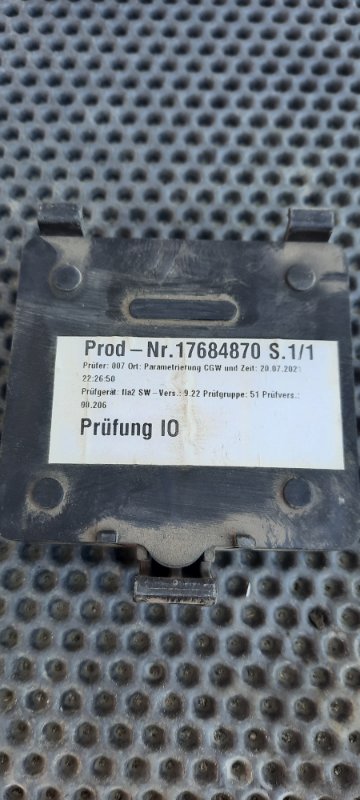 Prod – Nr.17684870 S.1/1
Prüfer: 007 Ort: Parametrierung CGW und Zeit: 20.07.2021
22:26:50
Prüfgerät: fla2 SW – Vers.: 9.22 Prüfgruppe: 51 Prüfvers.:
00.206
Prüfung IO